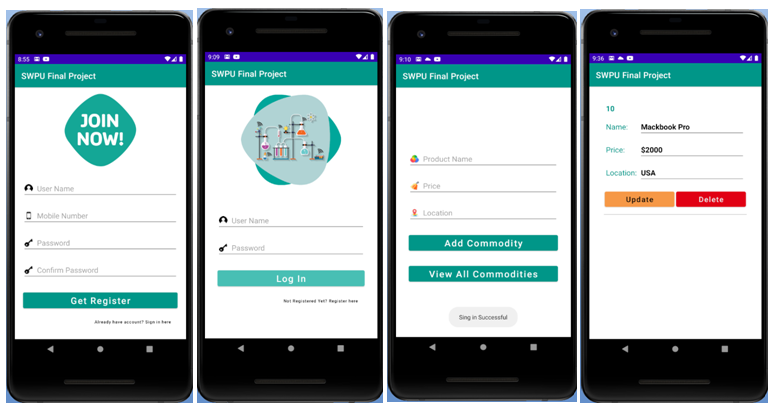 8:55
SWPU Final Project
JOIN
NOW!
User Name
Mobile Number
Password
Confirm Password
Get Register
Already have account? Sign in here
9:09
SWPU Final Project
User Name
Password
Log In
Not Registered Yet? Register here
9:10
SWPU Final Project
Product Name
Price
Location
Add Commodity
View All Commodities
Sing in Successful
9:36
SWPU Final Project
10
Name: Mackbook Pro
Price: $2000
Location: USA
Update Delete